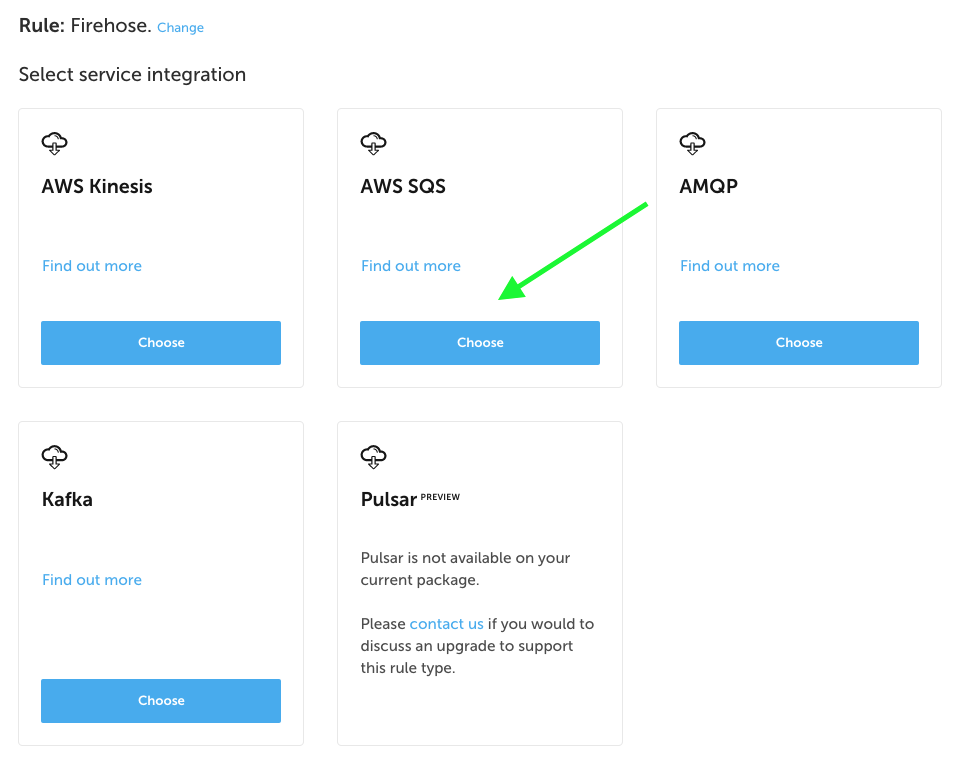 Rule: Firehose. Change
Select service integration
AWS Kinesis
Find out more
Choose
AWS SQS
Find out more
Choose
AMQP
Find out more
Choose
Kafka
Find out more
Choose
Pulsar PREVIEW
Pulsar is not available on your
current package.
Please contact us if you would to
discuss an upgrade to support
this rule type.